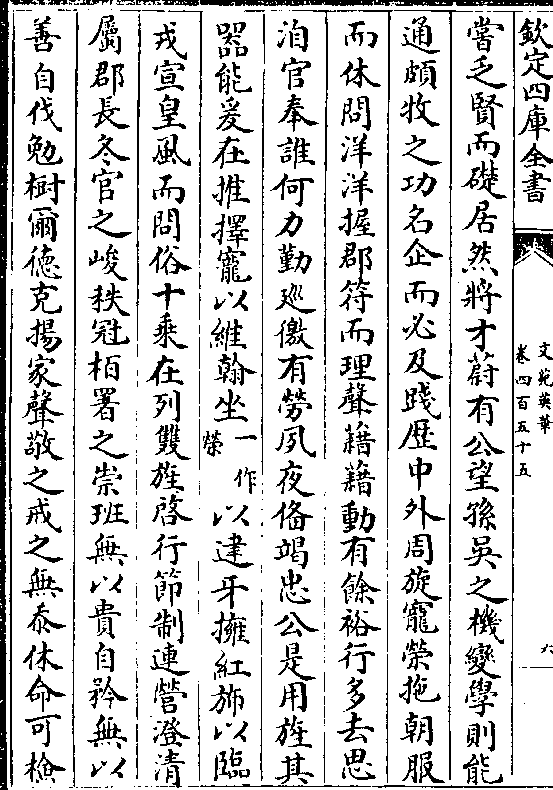 欽定四庫全書
文苑英華
卷四百五十五
六
嘗乏賢而礎居然將才蔚有公望孫吳之機變學則能
通頗牧之功名企而必及踐歴中外周旋寵榮拖朝服
而休問洋洋握郡符而理聲藉藉動有餘裕行多去思
洎官奉誰何力勤廵儆有勞夙夜俻竭忠公是用旌其
器能爰在推擇寵以維翰坐一作榮以建牙擁紅斾以臨
戎宣皇風而問俗十乘在列雙旌啓行節制連營澄清
屬郡長冬官之峻秩冠栢署之崇班無以貴自矜無以
善自伐勉樹爾德克揚家聲敬之戒之無忝休命可檢